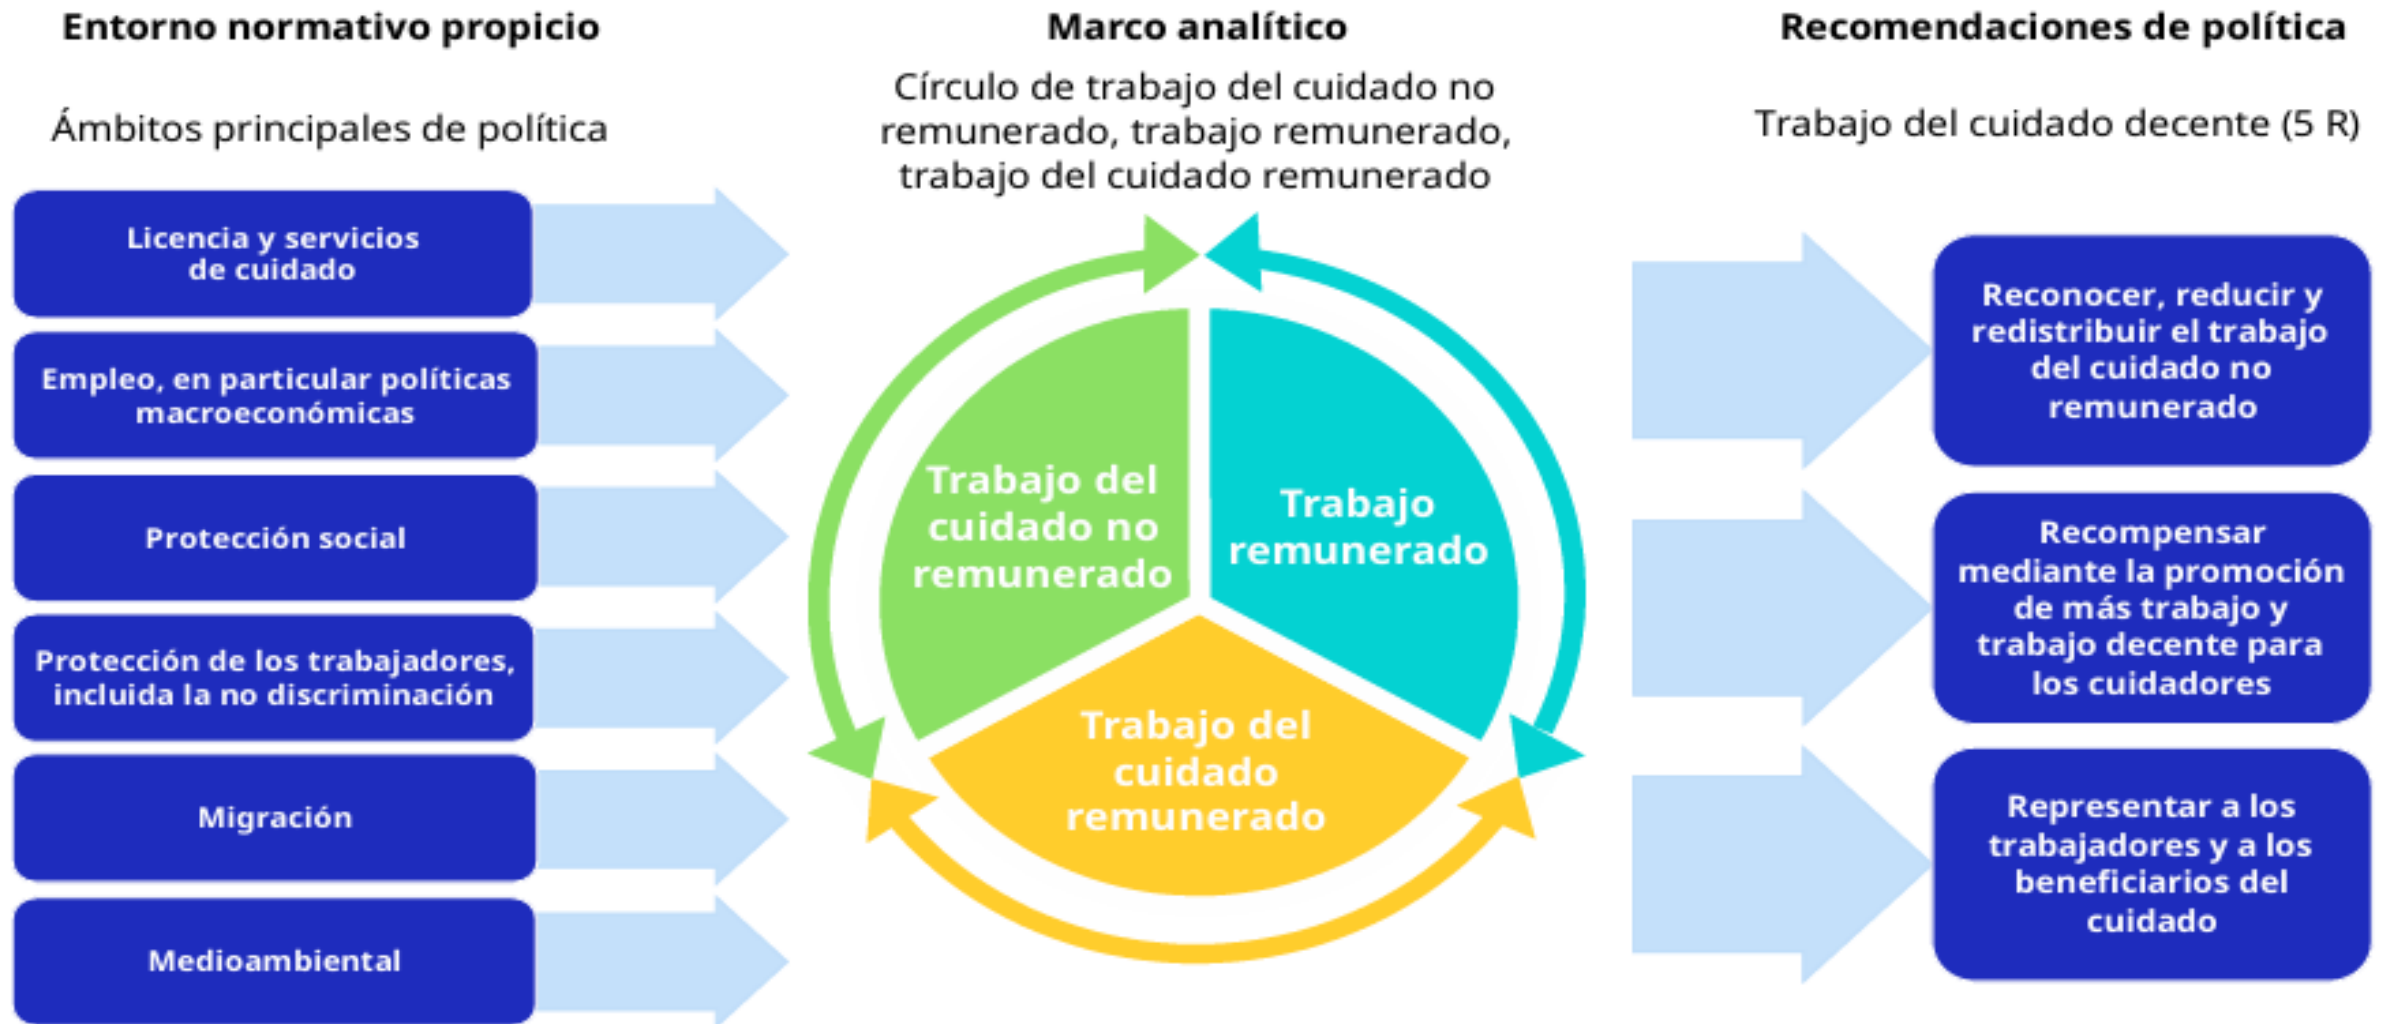 Entorno normativo propicio
Ámbitos principales de política
Licencia y servicios
de cuidado
Empleo, en particular políticas
macroeconómicas
Protección social
Protección de los trabajadores,
incluida la no discriminación
Migración
Medioambiental
Marco analítico
Círculo de trabajo del cuidado no
remunerado, trabajo remunerado,
trabajo del cuidado remunerado
Trabajo del
cuidado no
remunerado
Trabajo
remunerado
Trabajo del
cuidado
remunerado
Recomendaciones de política
Trabajo del cuidado decente (5 R)
Reconocer, reducir y
redistribuir el trabajo
del cuidado no
remunerado
Recompensar
mediante la promoción
de más trabajo y
trabajo decente para
los cuidadores
Representar a los
trabajadores y a los
beneficiarios del
cuidado